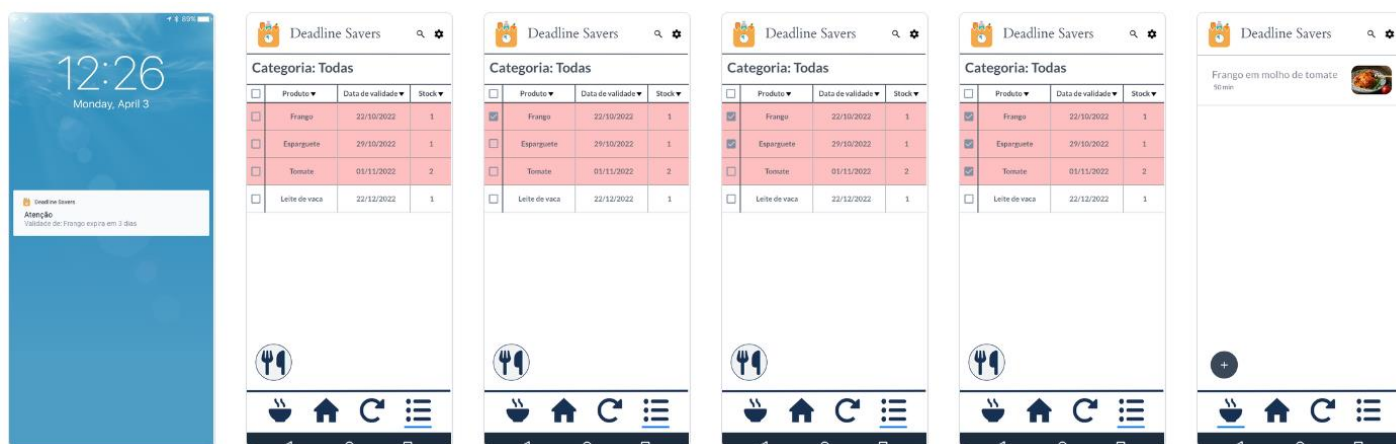 89%
12:26
Monday, April 3
Deadline Savers
Atenção
Validade de: Frango expira em 3 dias
Deadline Savers
Categoria: Todas
Produto ▼ Data de validade ▼ Stock ▼
Frango 22/10/2022 1
Esparguete 29/10/2022 1
Tomate 01/11/2022 2
Leite de vaca 22/12/2022 1
Deadline Savers
Categoria: Todas
Produto ▼ Data de validade ▼ Stock ▼
Frango 22/10/2022 1
Esparguete 29/10/2022 1
Tomate 01/11/2022 2
Leite de vaca 22/12/2022 1
Deadline Savers
Categoria: Todas
Produto ▼ Data de validade ▼ Stock ▼
Frango 22/10/2022 1
Esparguete 29/10/2022 1
Tomate 01/11/2022 2
Leite de vaca 22/12/2022 1
Deadline Savers
Categoria: Todas
Produto ▼ Data de validade ▼ Stock ▼
Frango 22/10/2022 1
Esparguete 29/10/2022 1
Tomate 01/11/2022 2
Leite de vaca 22/12/2022 1
Deadline Savers
Frango em molho de tomate
50 min